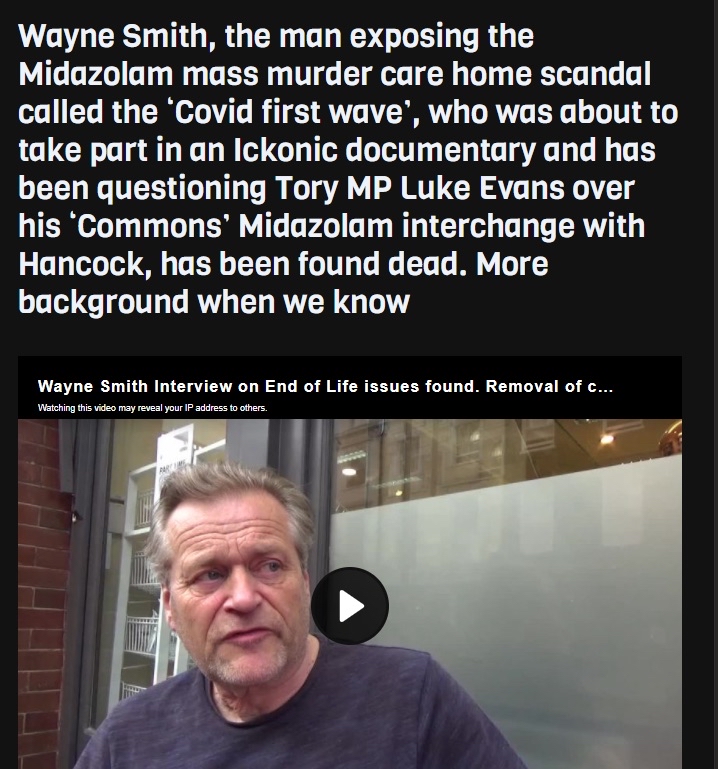 Wayne Smith, the man exposing the
Midazolam mass murder care home scandal
called the ‘Covid first wave’, who was about to
take part in an Ickonic documentary and has
been questioning Tory MP Luke Evans over
his ‘Commons’ Midazolam interchange with
Hancock, has been found dead. More
background when we know
Wayne Smith Interview on End of Life issues found. Removal of c...
Watching this video may reveal your IP address to others.